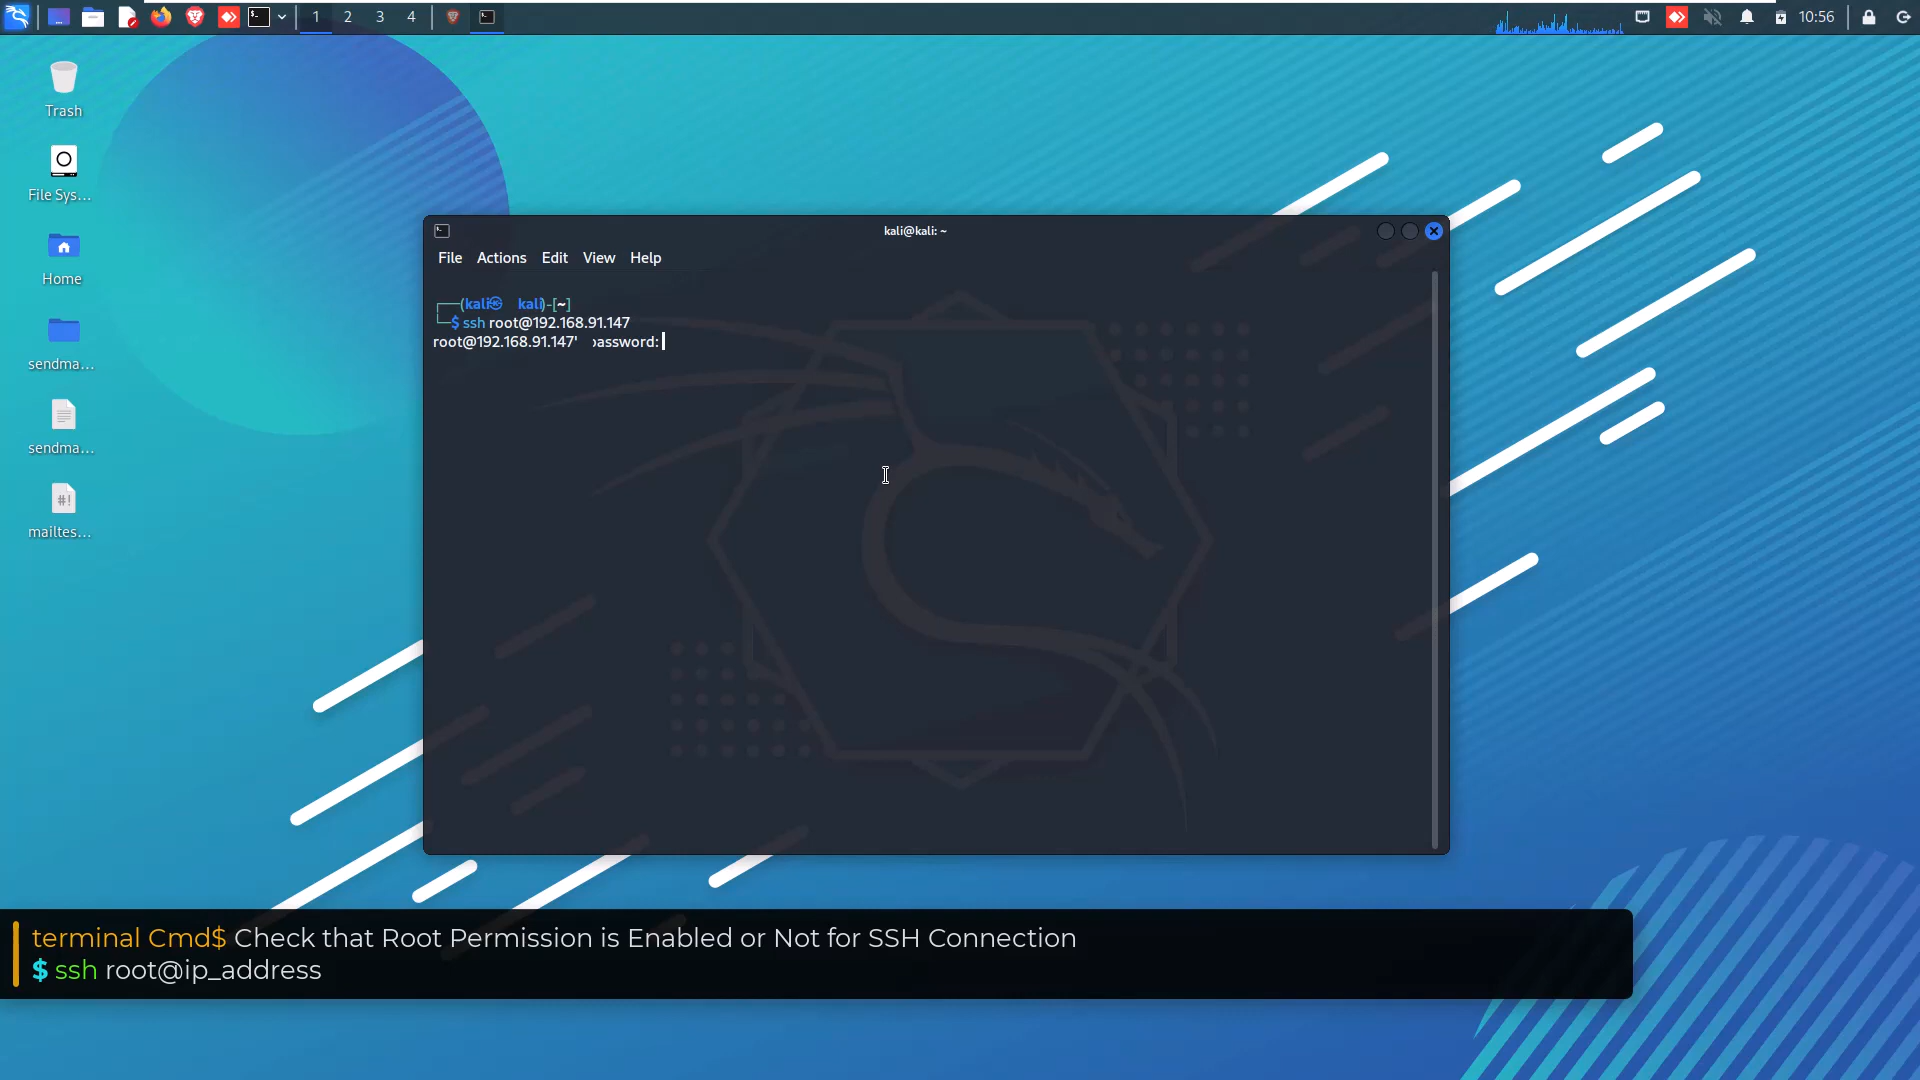 1 2 3 4
10:56
Trash
File Sys...
Home
sendma...
sendma...
mailtes...
kali@kali: ~
File Actions Edit View Help
┌──(kali㉿ kali)-[~]
└─$ ssh root@192.168.91.147
root@192.168.91.147' password:
terminal Cmd$ Check that Root Permission is Enabled or Not for SSH Connection
$ ssh root@ip_address